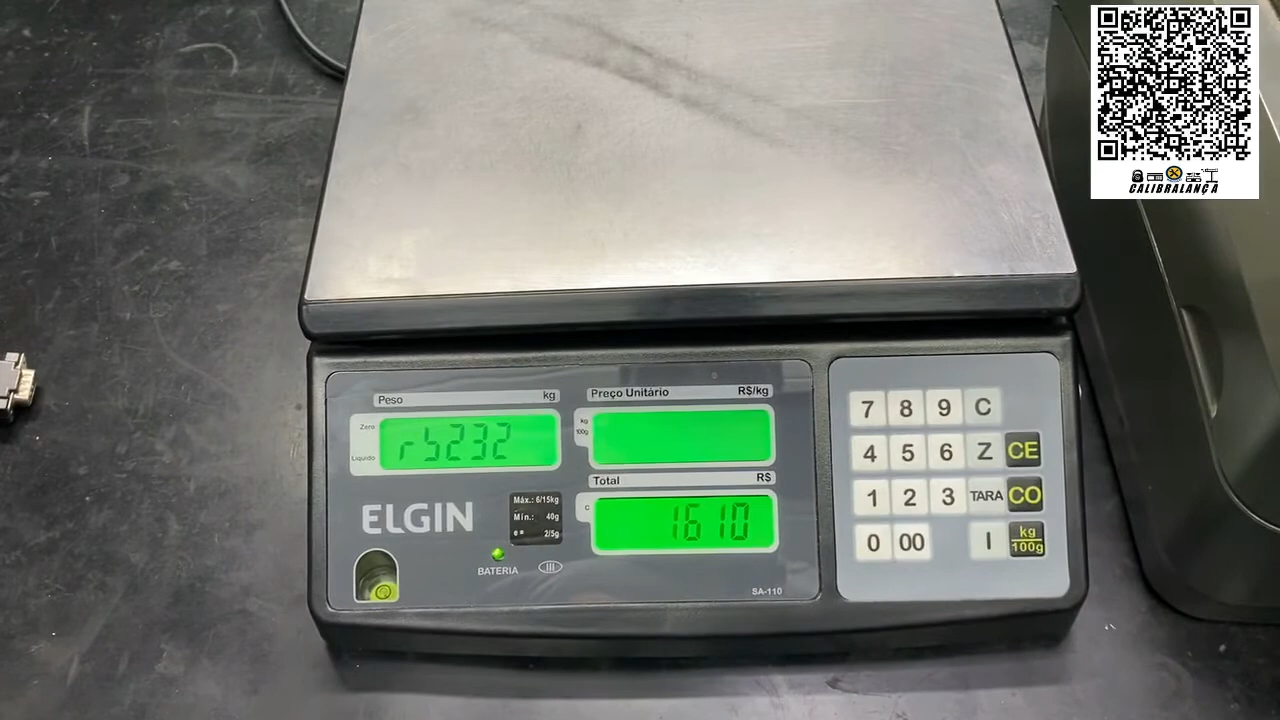 CALIBRALANÇA
Peso kg
Zero
Líquido
rS232
Preço Unitário R$/kg
kg
100g
Total R$
C
1610
ELGIN
Máx.: 6/15kg
Mín.: 40g
e = 2/5g
BATERIA
III
SA-110
7 8 9 C
4 5 6 Z CE
1 2 3 TARA CO
0 00 I kg/100g